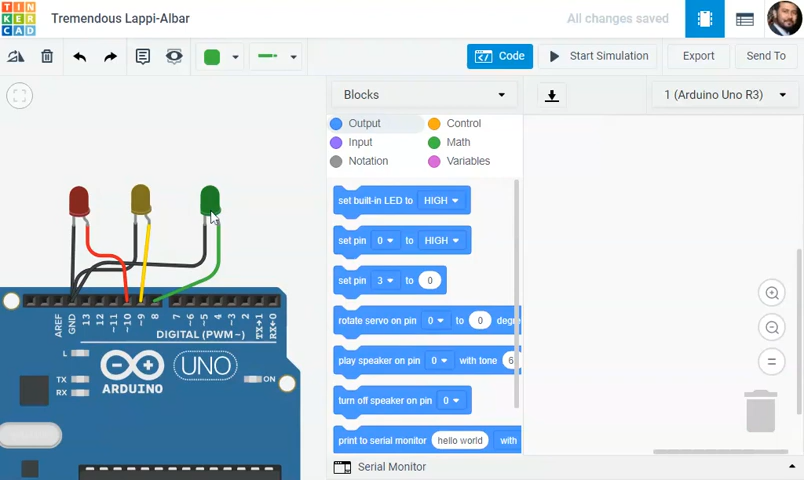 TIN
KER
CAD
Tremendous Lappi-Albar
All changes saved
Code
Start Simulation
Export
Send To
Blocks
1 (Arduino Uno R3)
Output
Control
Input
Math
Notation
Variables
set built-in LED to HIGH
set pin 0 to HIGH
set pin 3 to 0
rotate servo on pin 0 to 0 degre
play speaker on pin 0 with tone 6
turn off speaker on pin 0
print to serial monitor hello world with
Serial Monitor
AREF
GND
13
12
~11
~10
~9
8
7
~6
~5
4
~3
2
TX→1
RX←0
DIGITAL (PWM~)
L
TX
RX
UNO
ON
ARDUINO